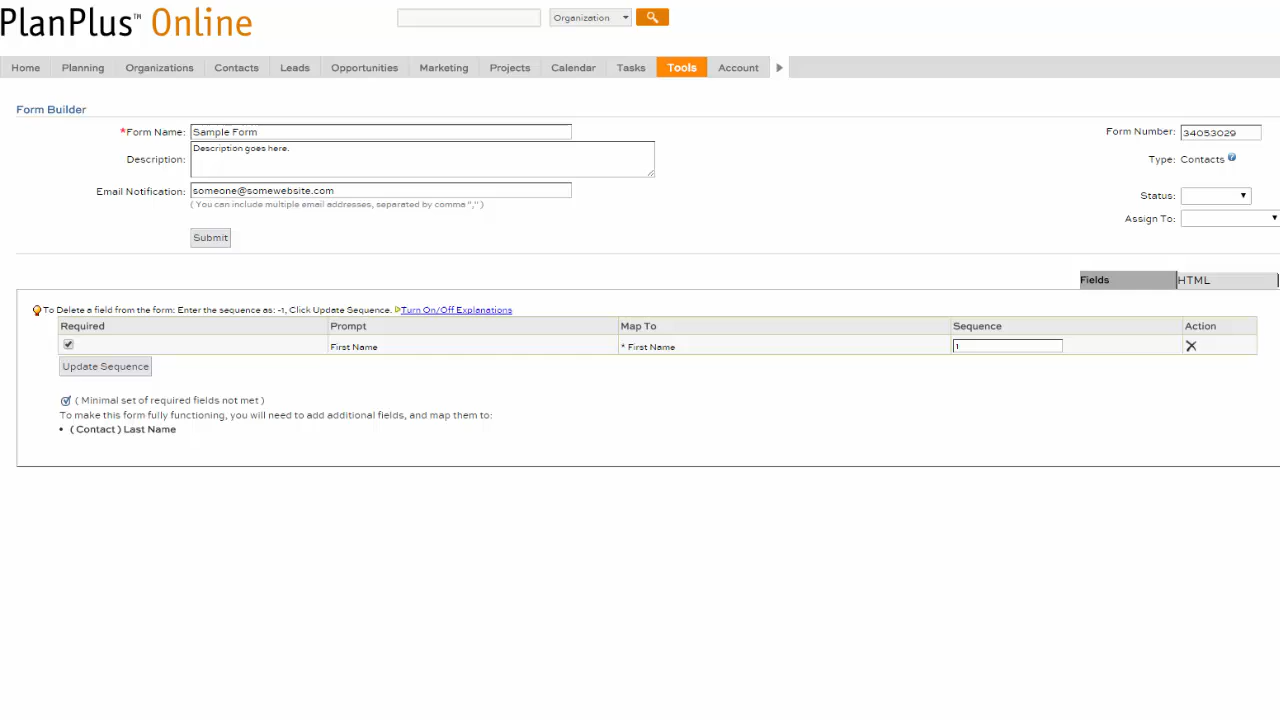 PlanPlus™ Online
Organization
Home Planning Organizations Contacts Leads Opportunities Marketing Projects Calendar Tasks Tools Account
Form Builder
*Form Name: Sample Form
Form Number: 34053029
Description: Description goes here.
Type: Contacts
Email Notification: someone@somewebsite.com
( You can include multiple email addresses, separated by comma "," )
Status:
Assign To:
Submit
Fields HTML
To Delete a field from the form: Enter the sequence as: -1, Click Update Sequence. Turn On/Off Explanations
Required Prompt Map To Sequence Action
First Name * First Name 1
Update Sequence
( Minimal set of required fields not met )
To make this form fully functioning, you will need to add additional fields, and map them to:
• ( Contact ) Last Name